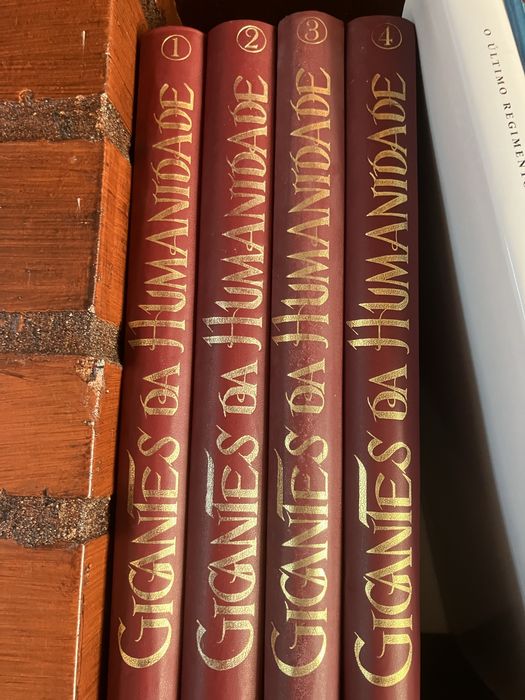 GIGANTES DA HUMANIDADE 1
GIGANTES DA HUMANIDADE 2
GIGANTES DA HUMANIDADE 3
GIGANTES DA HUMANIDADE 4
O ÚLTIMO REGIMENT